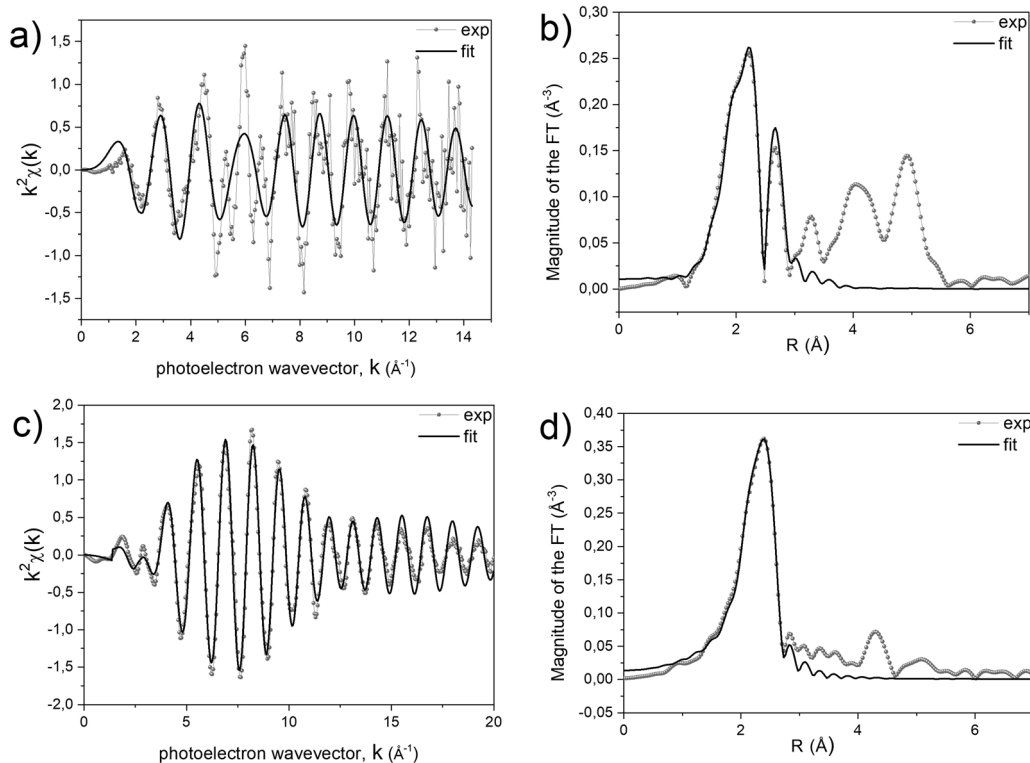 a)
exp
fit
1,5
1,0
0,5
0,0
-0,5
-1,0
-1,5
k²χ(k)
0 2 4 6 8 10 12 14
photoelectron wavevector, k (Å⁻¹)
b)
exp
fit
0,30
0,25
0,20
0,15
0,10
0,05
0,00
Magnitude of the FT (Å⁻³)
0 2 4 6
R (Å)
c)
exp
fit
2,0
1,5
1,0
0,5
0,0
-0,5
-1,0
-1,5
-2,0
k²χ(k)
0 5 10 15 20
photoelectron wavevector, k (Å⁻¹)
d)
exp
fit
0,40
0,35
0,30
0,25
0,20
0,15
0,10
0,05
0,00
-0,05
Magnitude of the FT (Å⁻³)
0 2 4 6
R (Å)